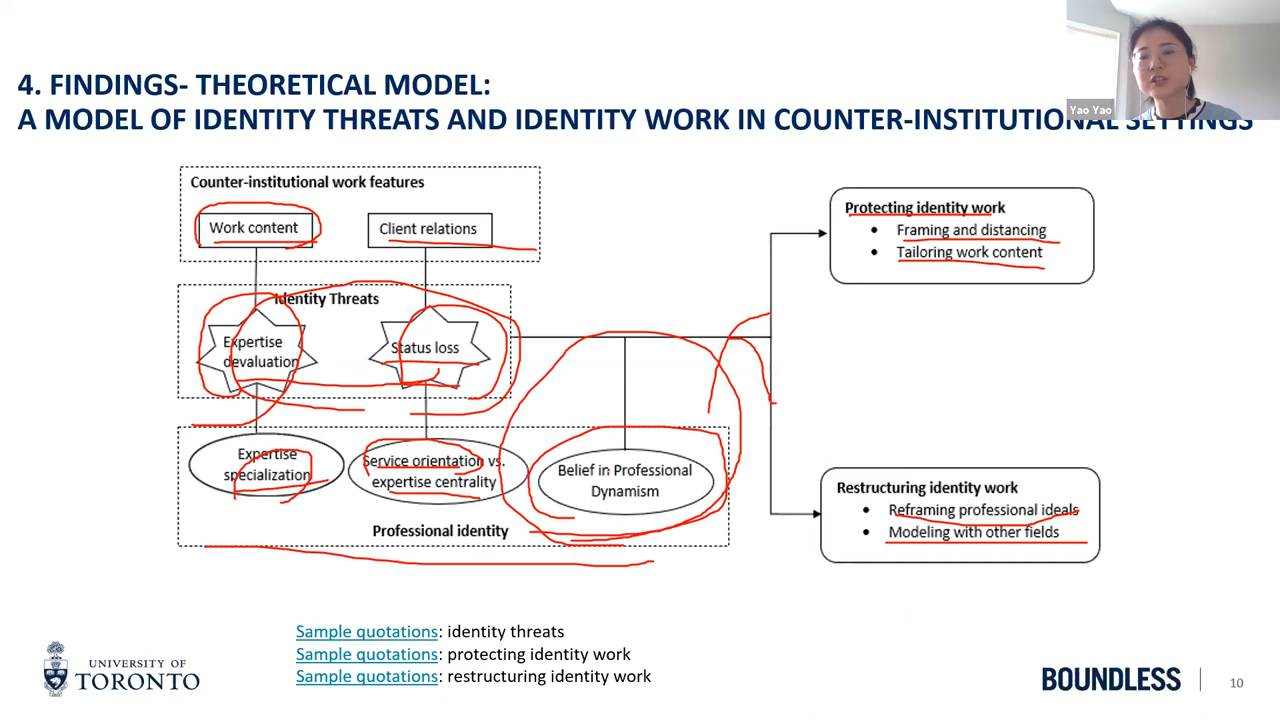 4. FINDINGS- THEORETICAL MODEL:
A MODEL OF IDENTITY THREATS AND IDENTITY WORK IN COUNTER-INSTITUTIONAL SETTINGS
Yao Yao
Counter-institutional work features
Work content
Client relations
Identity Threats
Expertise
devaluation
Status loss
Expertise
specialization
Service orientation vs.
expertise centrality
Belief in Professional
Dynamism
Professional identity
Protecting identity work
• Framing and distancing
• Tailoring work content
Restructuring identity work
• Reframing professional ideals
• Modeling with other fields
Sample quotations: identity threats
Sample quotations: protecting identity work
Sample quotations: restructuring identity work
UNIVERSITY OF
TORONTO
BOUNDLESS
10